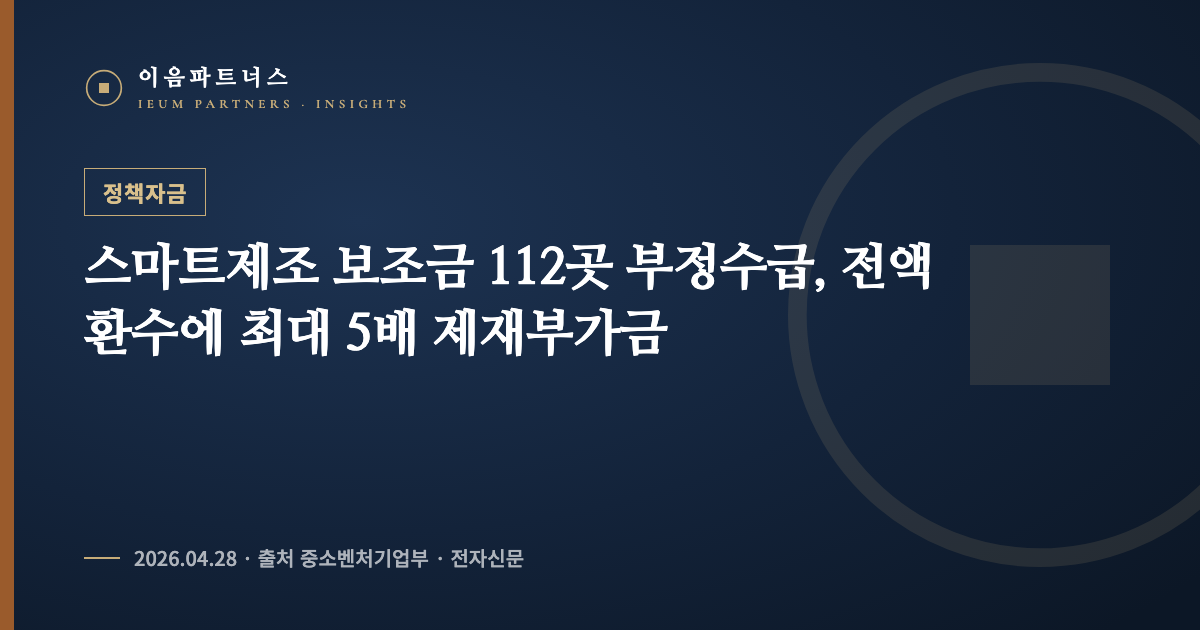 이음파트너스
IEUM PARTNERS · INSIGHTS
정책자금
스마트제조 보조금 112곳 부정수급, 전액
환수에 최대 5배 제재부가금
2026.04.28 · 출처 중소벤처기업부 · 전자신문